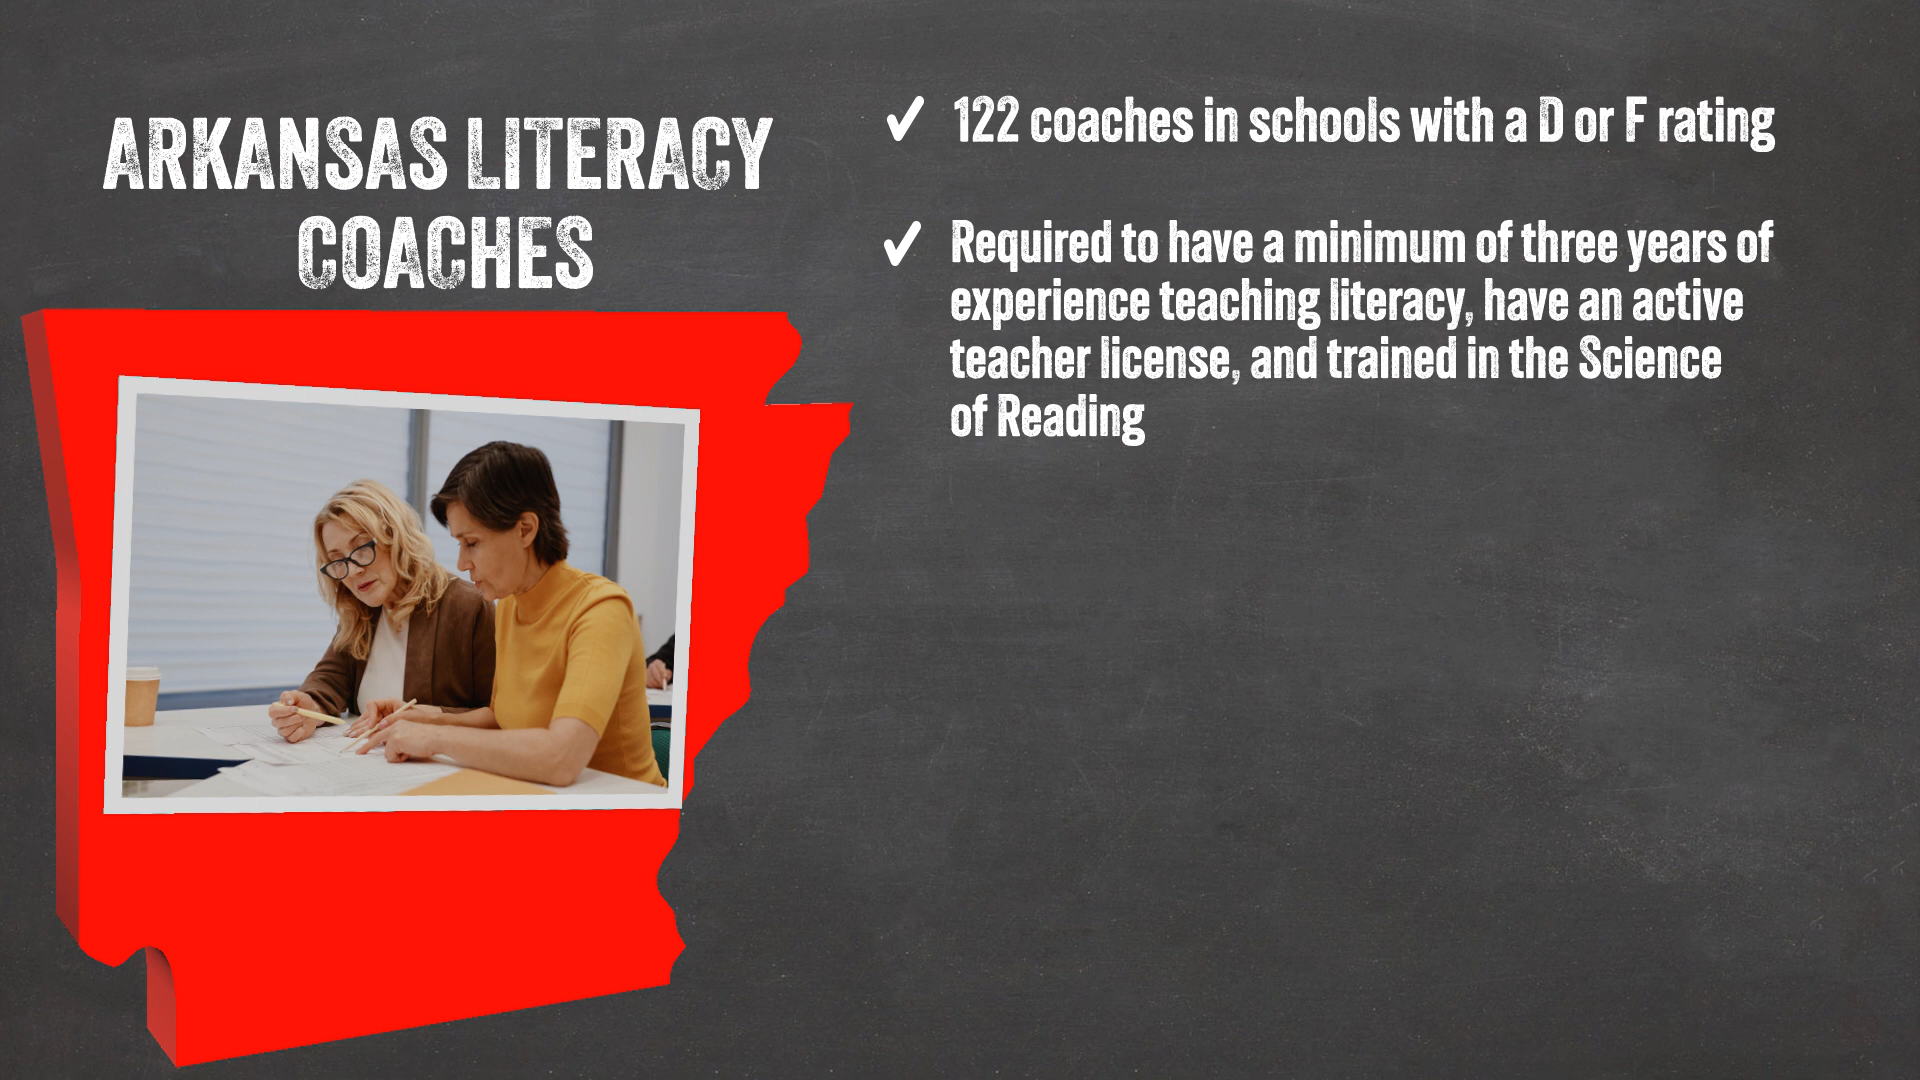 ARKANSAS LITERACY
COACHES
✓ 122 coaches in schools with a D or F rating
✓ Required to have a minimum of three years of
experience teaching literacy, have an active
teacher license, and trained in the Science
of Reading